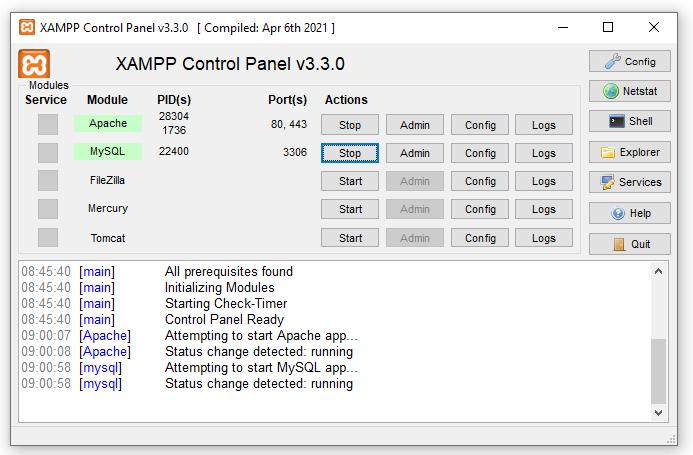 XAMPP Control Panel v3.3.0 [ Compiled: Apr 6th 2021 ]
XAMPP Control Panel v3.3.0
Config
Modules
Service Module PID(s) Port(s) Actions
Netstat
Apache 28304 1736 80, 443 Stop Admin Config Logs
Shell
MySQL 22400 3306 Stop Admin Config Logs
Explorer
FileZilla Start Admin Config Logs
Services
Mercury Start Admin Config Logs
Help
Tomcat Start Admin Config Logs
Quit
08:45:40 [main] All prerequisites found
08:45:40 [main] Initializing Modules
08:45:40 [main] Starting Check-Timer
08:45:40 [main] Control Panel Ready
09:00:07 [Apache] Attempting to start Apache app...
09:00:08 [Apache] Status change detected: running
09:00:58 [mysql] Attempting to start MySQL app...
09:00:58 [mysql] Status change detected: running